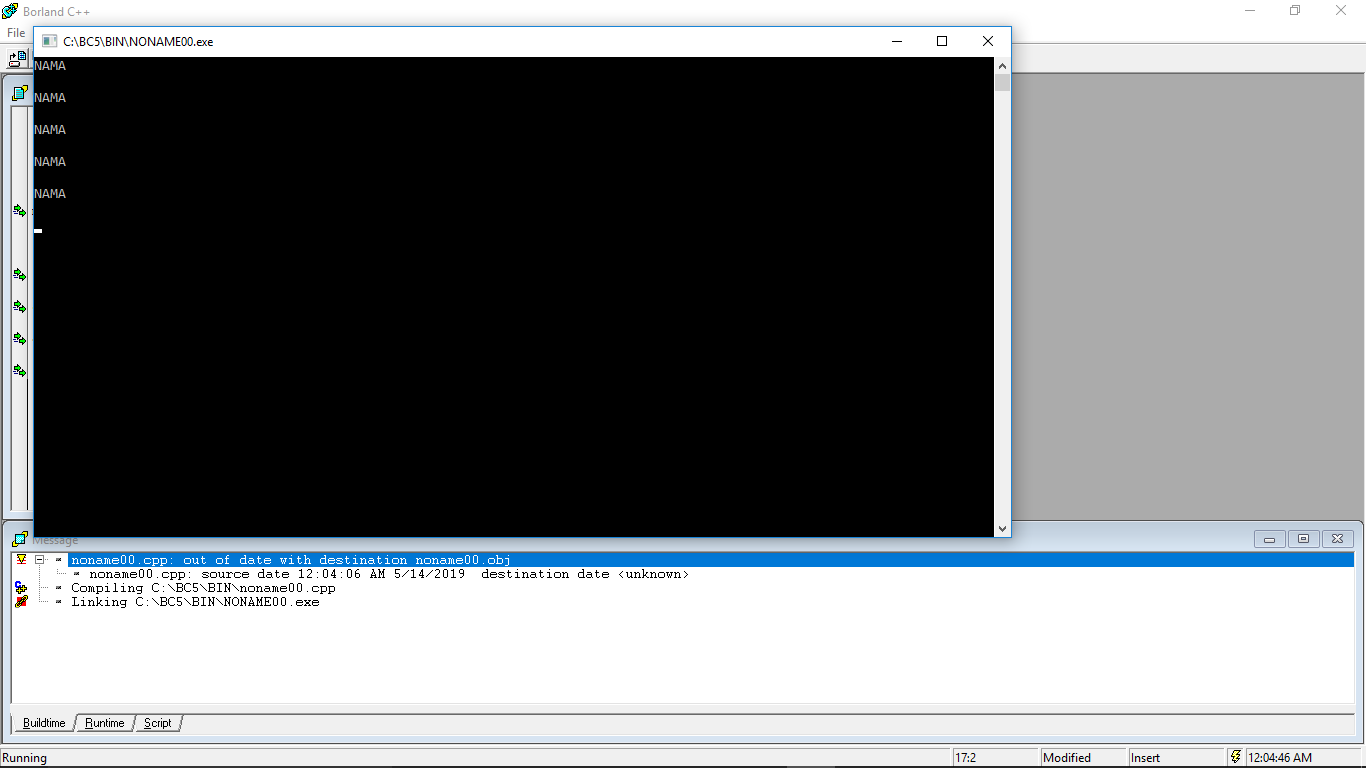 Borland C++
File
C:\BC5\BIN\NONAME00.exe
NAMA
NAMA
NAMA
NAMA
NAMA
Message
noname00.cpp: out of date with destination noname00.obj
noname00.cpp: source date 12:04:06 AM 5/14/2019 destination date <unknown>
Compiling C:\BC5\BIN\noname00.cpp
Linking C:\BC5\BIN\NONAME00.exe
Buildtime Runtime Script
Running 17:2 Modified Insert 12:04:46 AM